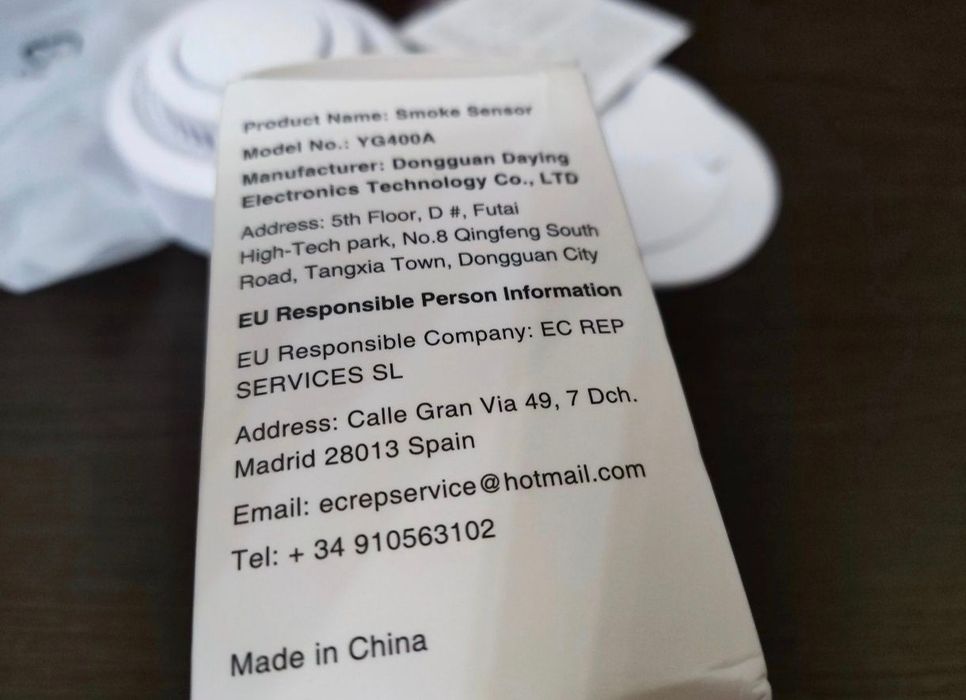 Product Name: Smoke Sensor
Model No.: YG400A
Manufacturer: Dongguan Daying
Electronics Technology Co., LTD
Address: 5th Floor, D #, Futai
High-Tech park, No.8 Qingfeng South
Road, Tangxia Town, Dongguan City
EU Responsible Person Information
EU Responsible Company: EC REP
SERVICES SL
Address: Calle Gran Via 49, 7 Dch.
Madrid 28013 Spain
Email: ecrepservice@hotmail.com
Tel: + 34 910563102
Made in China